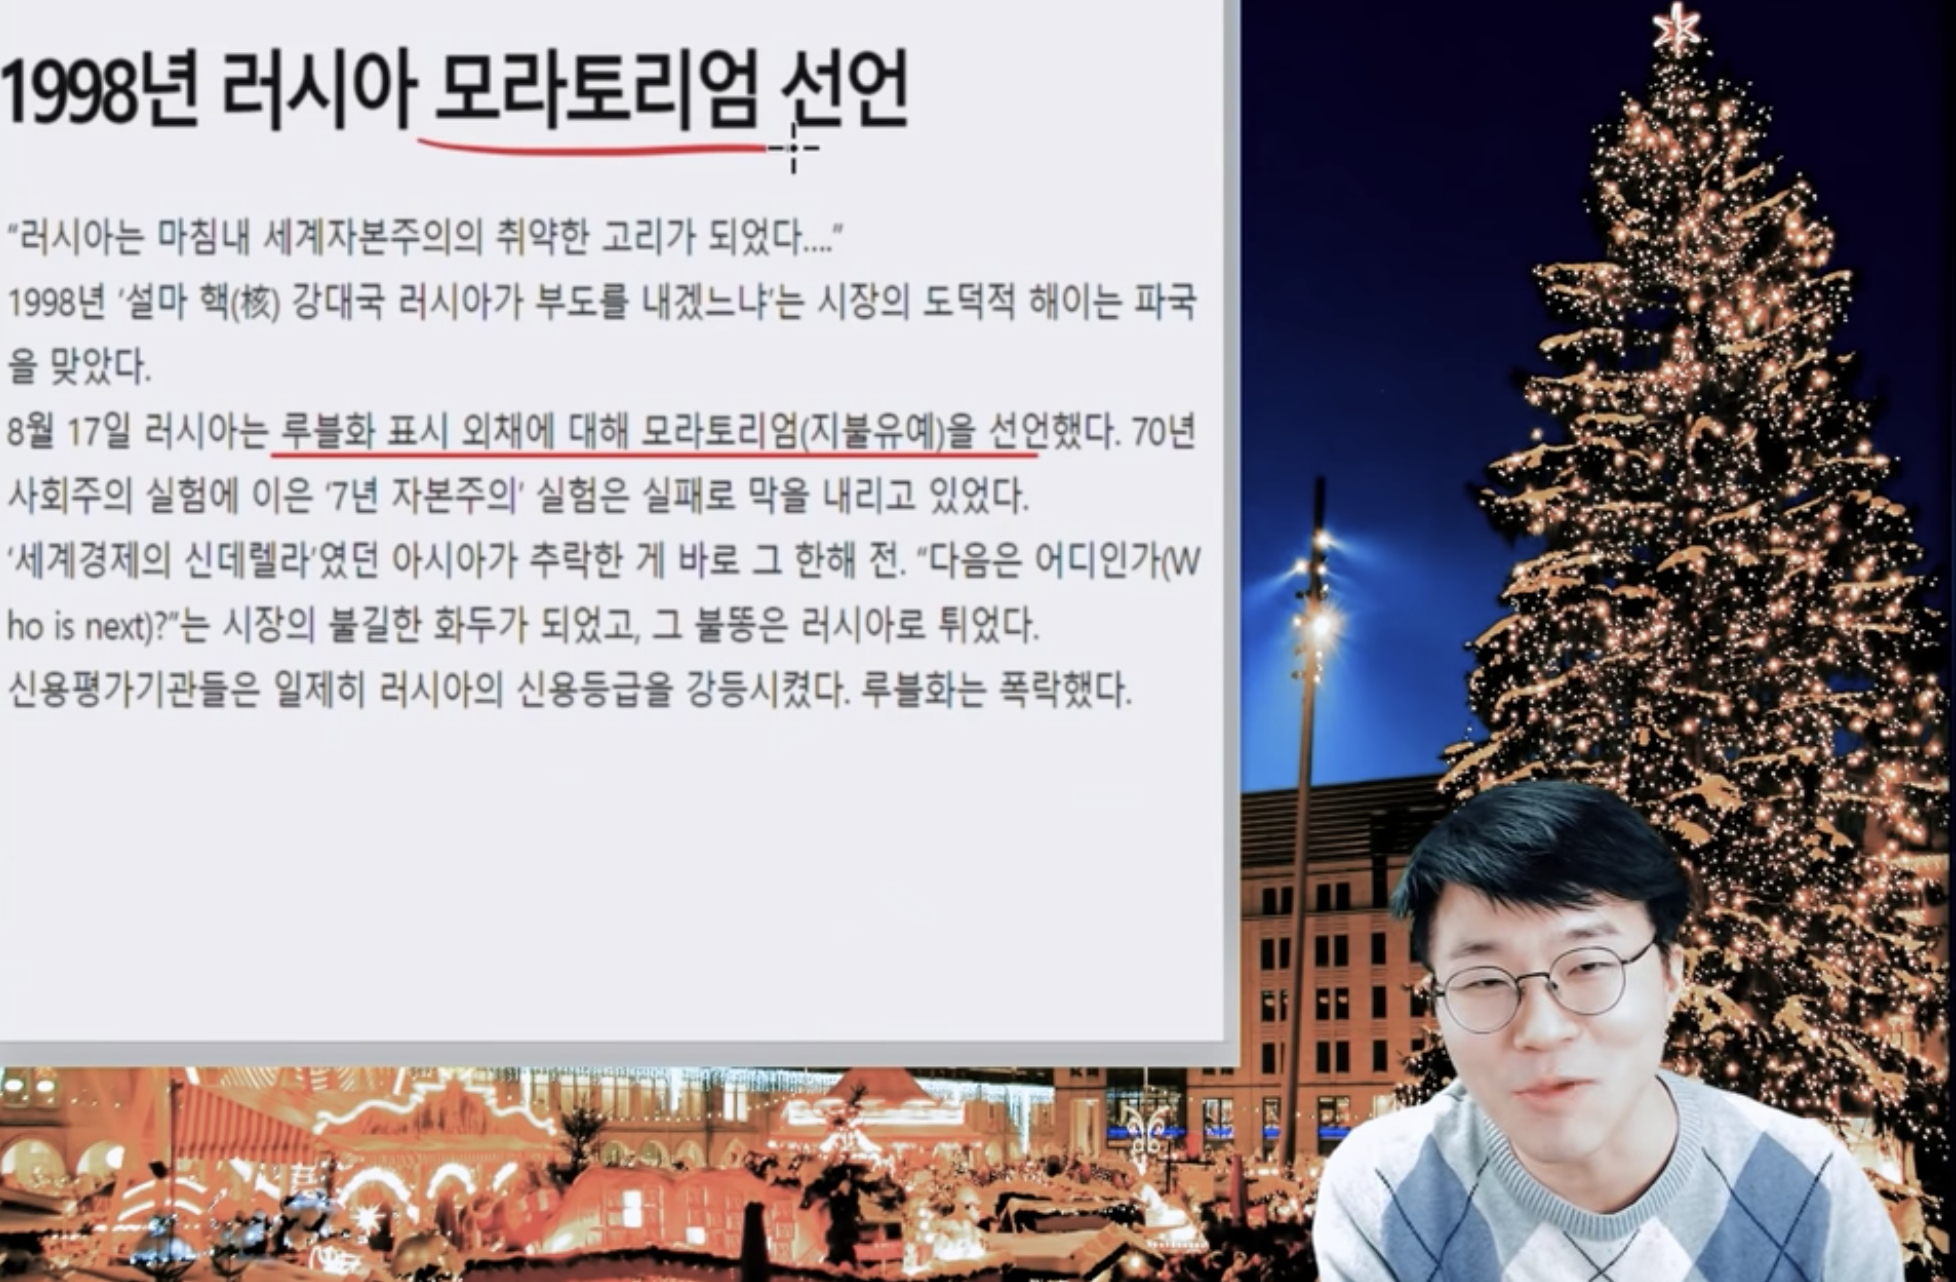 1998년 러시아 모라토리엄 선언
“러시아는 마침내 세계자본주의의 취약한 고리가 되었다....”
1998년 ‘설마 핵(核) 강대국 러시아가 부도를 내겠느냐’는 시장의 도덕적 해이는 파국
을 맞았다.
8월 17일 러시아는 루블화 표시 외채에 대해 모라토리엄(지불유예)을 선언했다. 70년
사회주의 실험에 이은 ‘7년 자본주의’ 실험은 실패로 막을 내리고 있었다.
‘세계경제의 신데렐라’였던 아시아가 추락한 게 바로 그 한해 전. “다음은 어디인가(W
ho is next)?”는 시장의 불길한 화두가 되었고, 그 불똥은 러시아로 튀었다.
신용평가기관들은 일제히 러시아의 신용등급을 강등시켰다. 루블화는 폭락했다.